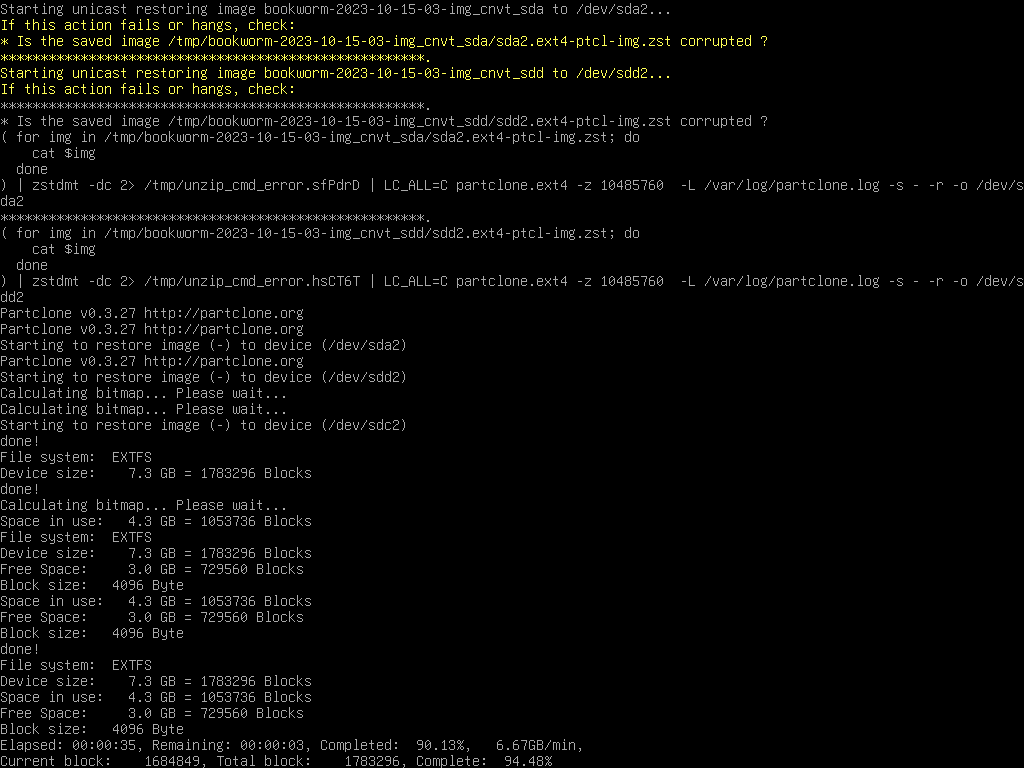 Starting unicast restoring image bookworm-2023-10-15-03-img_cnvt_sda to /dev/sda2...
If this action fails or hangs, check:
* Is the saved image /tmp/bookworm-2023-10-15-03-img_cnvt_sda/sda2.ext4-ptcl-img.zst corrupted ?
*****************************************************.
Starting unicast restoring image bookworm-2023-10-15-03-img_cnvt_sdd to /dev/sdd2...
If this action fails or hangs, check:
*****************************************************.
* Is the saved image /tmp/bookworm-2023-10-15-03-img_cnvt_sdd/sdd2.ext4-ptcl-img.zst corrupted ?
( for img in /tmp/bookworm-2023-10-15-03-img_cnvt_sda/sda2.ext4-ptcl-img.zst; do
    cat $img
  done
) | zstdmt -dc 2> /tmp/unzip_cmd_error.sfPdrD | LC_ALL=C partclone.ext4 -z 10485760  -L /var/log/partclone.log -s - -r -o /dev/s
da2
*****************************************************.
( for img in /tmp/bookworm-2023-10-15-03-img_cnvt_sdd/sdd2.ext4-ptcl-img.zst; do
    cat $img
  done
) | zstdmt -dc 2> /tmp/unzip_cmd_error.hsCT6T | LC_ALL=C partclone.ext4 -z 10485760  -L /var/log/partclone.log -s - -r -o /dev/s
dd2
Partclone v0.3.27 http://partclone.org
Partclone v0.3.27 http://partclone.org
Starting to restore image (-) to device (/dev/sda2)
Partclone v0.3.27 http://partclone.org
Starting to restore image (-) to device (/dev/sdd2)
Calculating bitmap... Please wait...
Calculating bitmap... Please wait...
Starting to restore image (-) to device (/dev/sdc2)
done!
File system:  EXTFS
Device size:    7.3 GB = 1783296 Blocks
done!
Calculating bitmap... Please wait...
Space in use:   4.3 GB = 1053736 Blocks
File system:  EXTFS
Device size:    7.3 GB = 1783296 Blocks
Free Space:     3.0 GB = 729560 Blocks
Block size:   4096 Byte
Space in use:   4.3 GB = 1053736 Blocks
Free Space:     3.0 GB = 729560 Blocks
Block size:   4096 Byte
done!
File system:  EXTFS
Device size:    7.3 GB = 1783296 Blocks
Space in use:   4.3 GB = 1053736 Blocks
Free Space:     3.0 GB = 729560 Blocks
Block size:   4096 Byte
Elapsed: 00:00:35, Remaining: 00:00:03, Completed:  90.13%,   6.67GB/min,
Current block:    1684849, Total block:    1783296, Complete:  94.48%